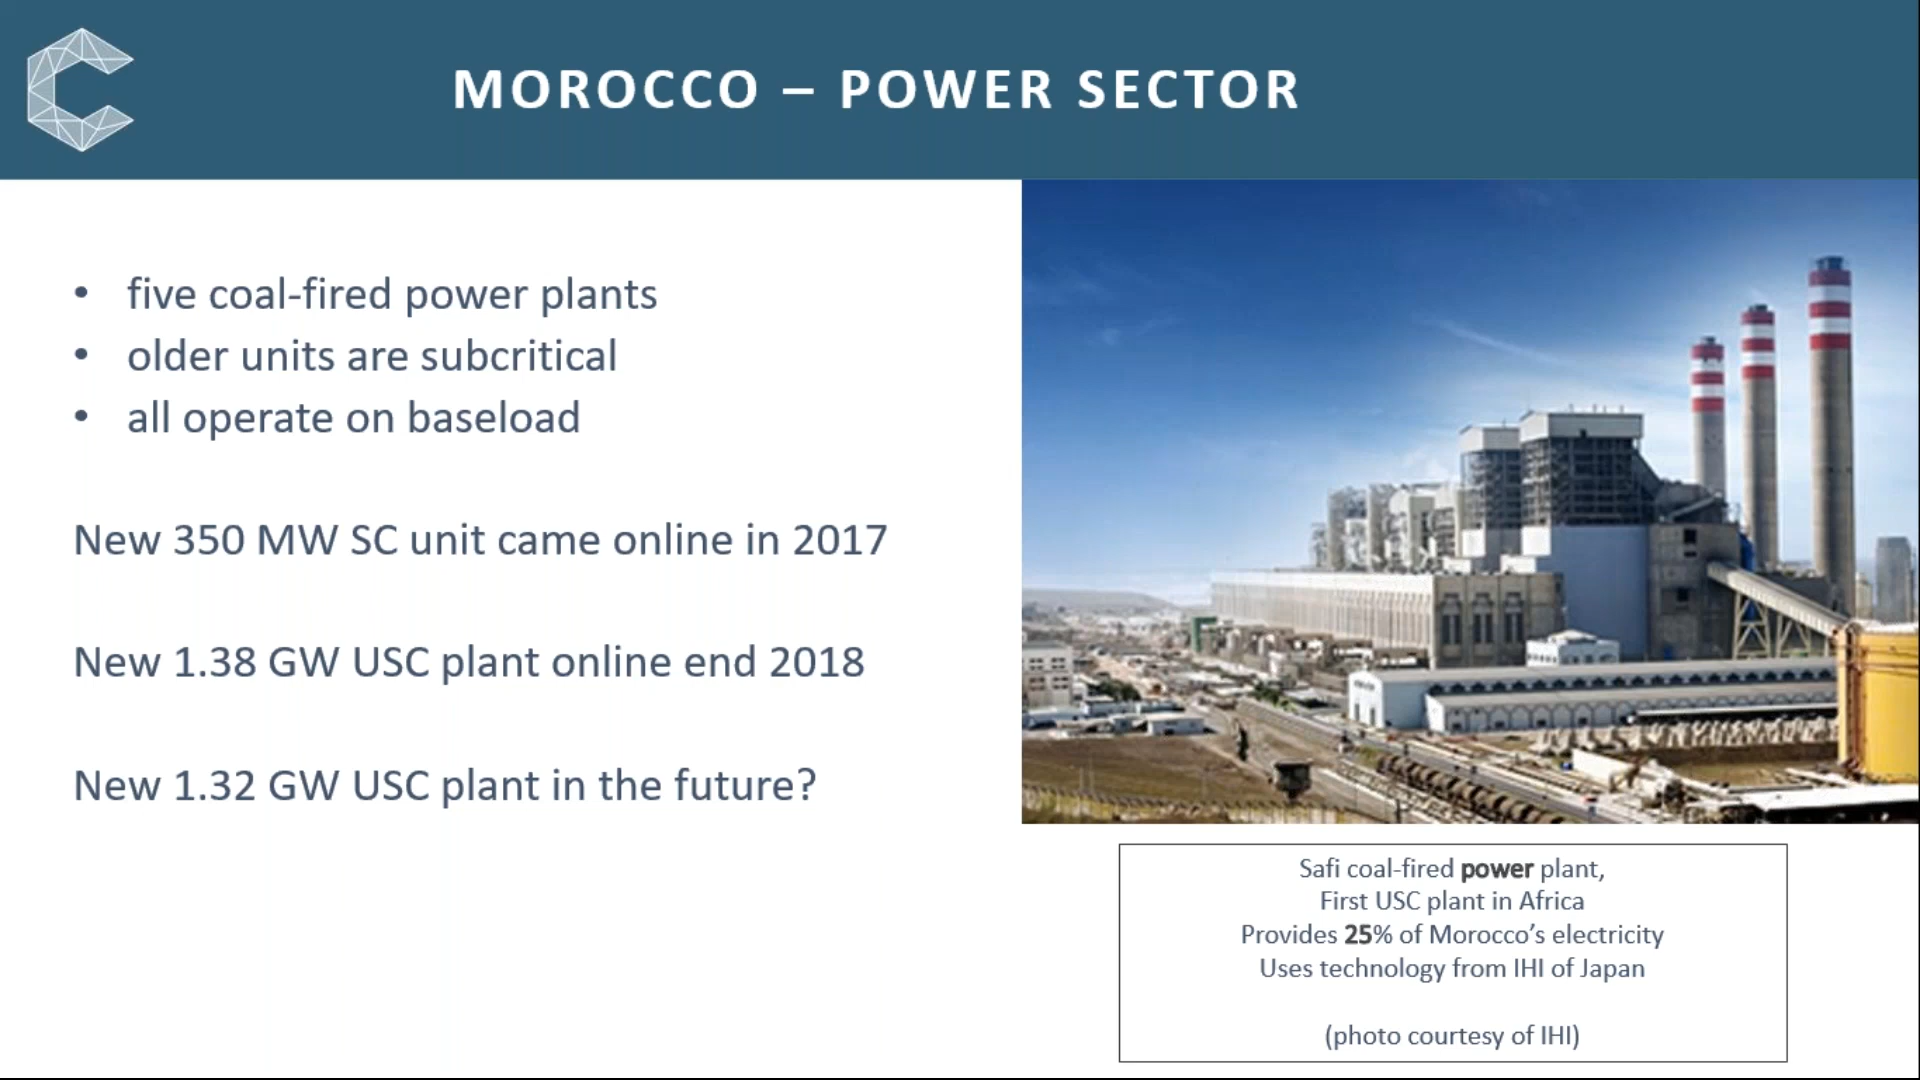 MOROCCO – POWER SECTOR
• five coal-fired power plants
• older units are subcritical
• all operate on baseload
New 350 MW SC unit came online in 2017
New 1.38 GW USC plant online end 2018
New 1.32 GW USC plant in the future?
Safi coal-fired power plant,
First USC plant in Africa
Provides 25% of Morocco’s electricity
Uses technology from IHI of Japan
(photo courtesy of IHI)